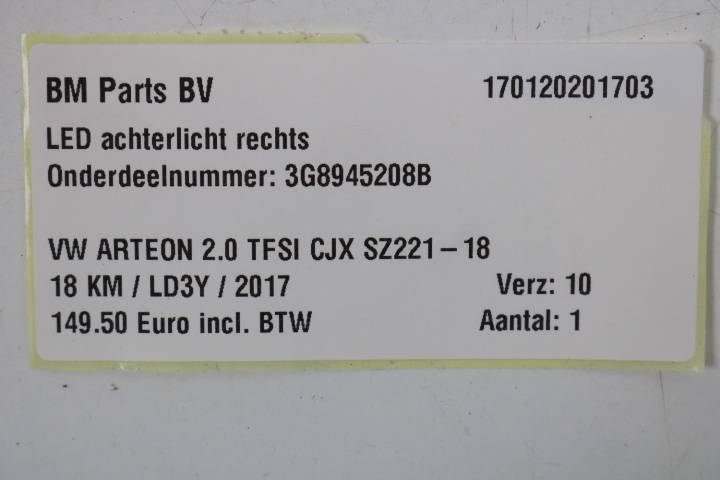 BM Parts BV 170120201703
LED achterlicht rechts
Onderdeelnummer: 3G8945208B
VW ARTEON 2.0 TFSI CJX SZ221-18
18 KM / LD3Y / 2017 Verz: 10
149.50 Euro incl. BTW Aantal: 1